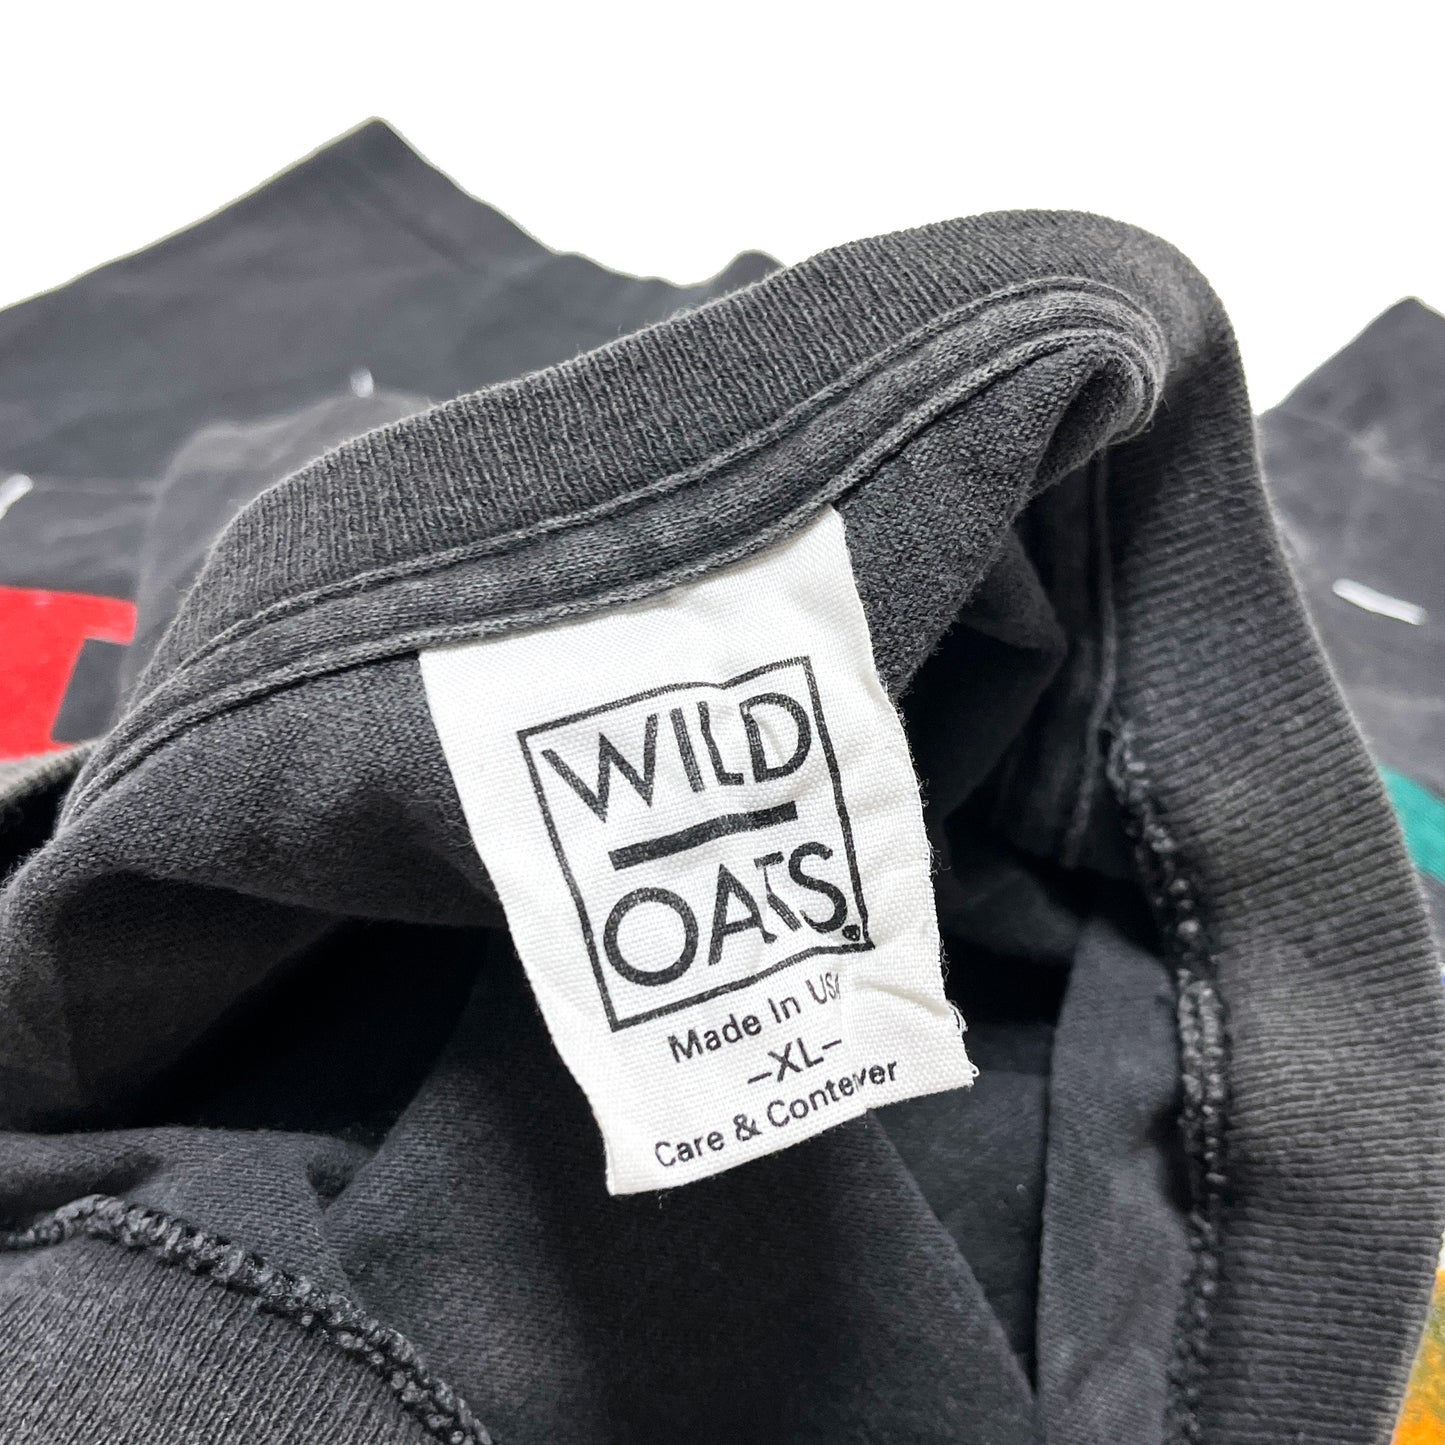 WILD
OATS.
Made In USA
-XL-
Care & Contever